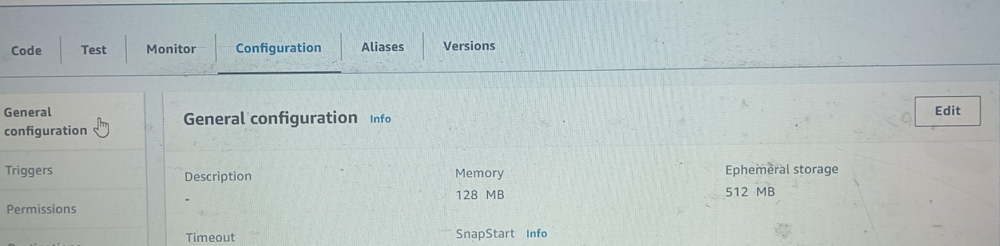 Code Test Monitor Configuration Aliases Versions
General
configuration
Triggers
Permissions
General configuration Info
Edit
Description
-
Memory
128 MB
Ephemeral storage
512 MB
Timeout
SnapStart Info